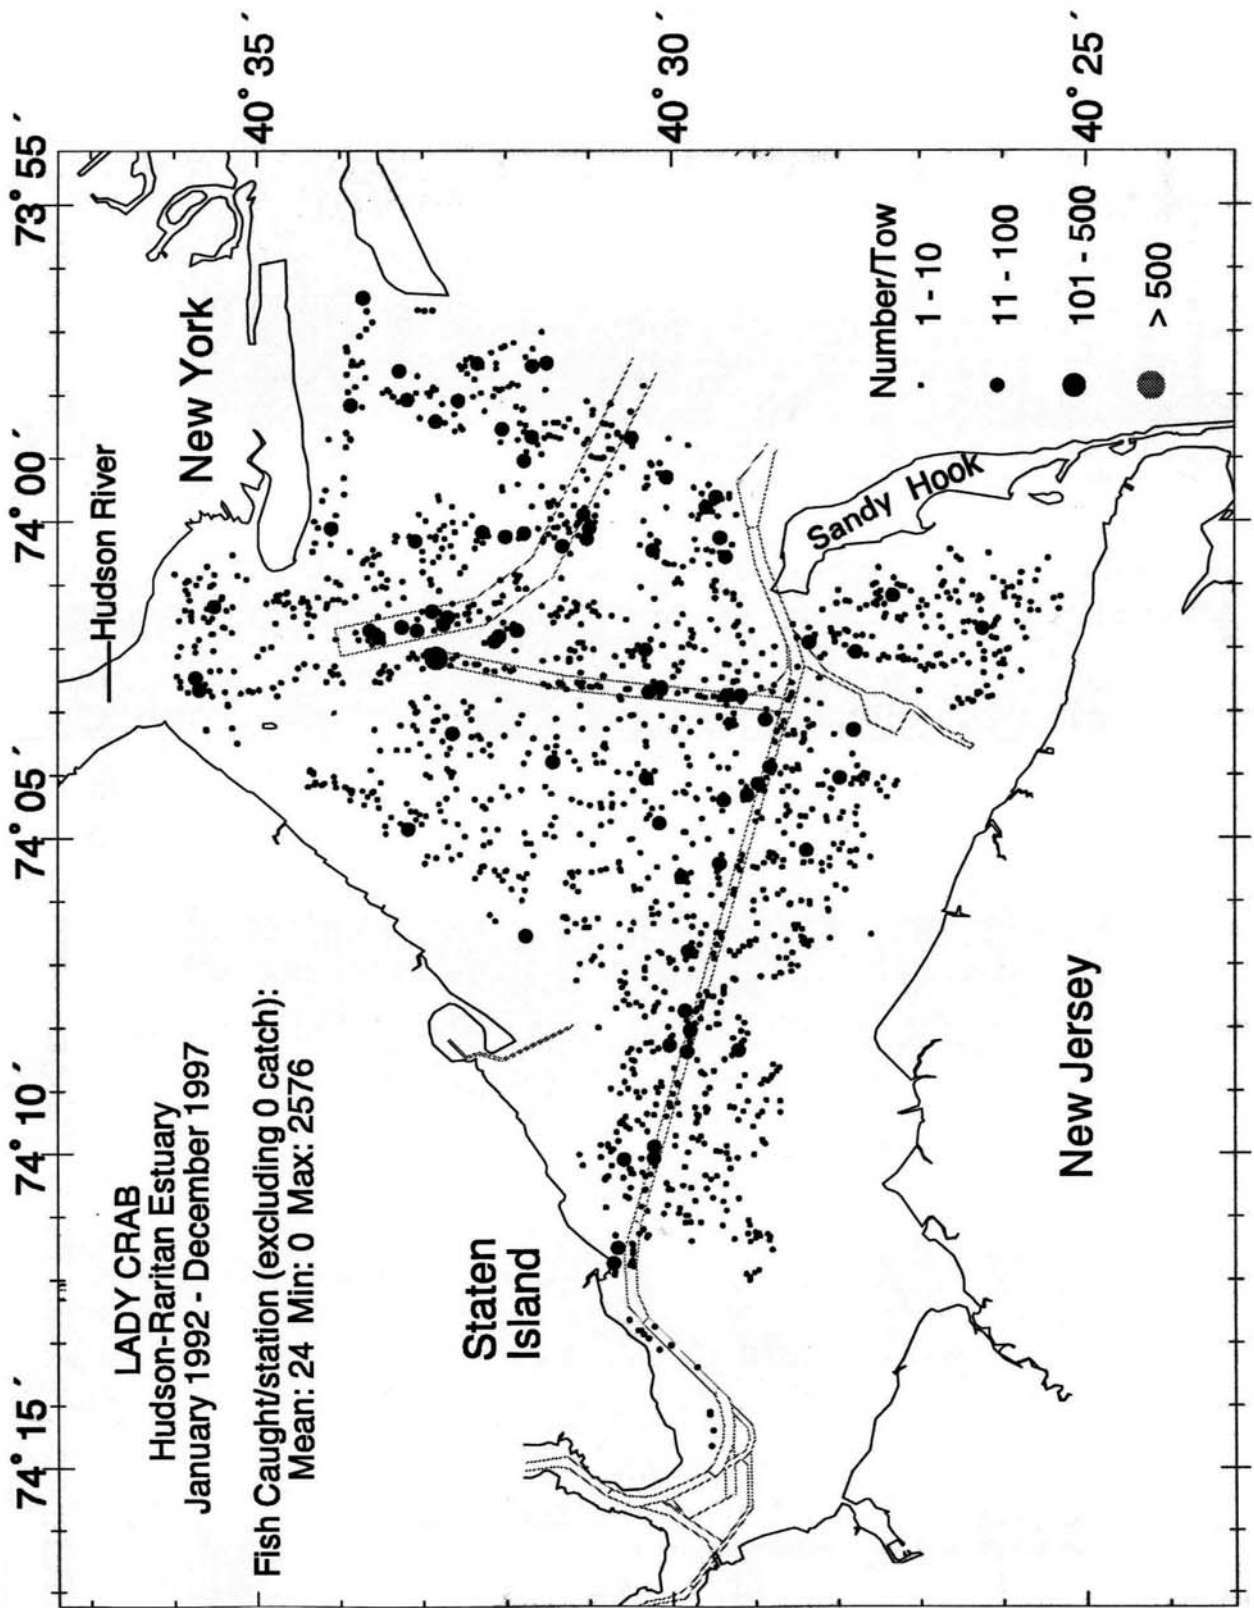 LADY CRAB
Hudson-Raritan Estuary
January 1992 - December 1997
Fish Caught/station (excluding 0 catch):
Mean: 24 Min: 0 Max: 2576
74° 15´
74° 10´
74° 05´
74° 00´
73° 55´
40° 35´
40° 30´
40° 25´
Hudson River
New York
Staten
Island
Sandy Hook
New Jersey
Number/Tow
1 - 10
11 - 100
101 - 500
> 500